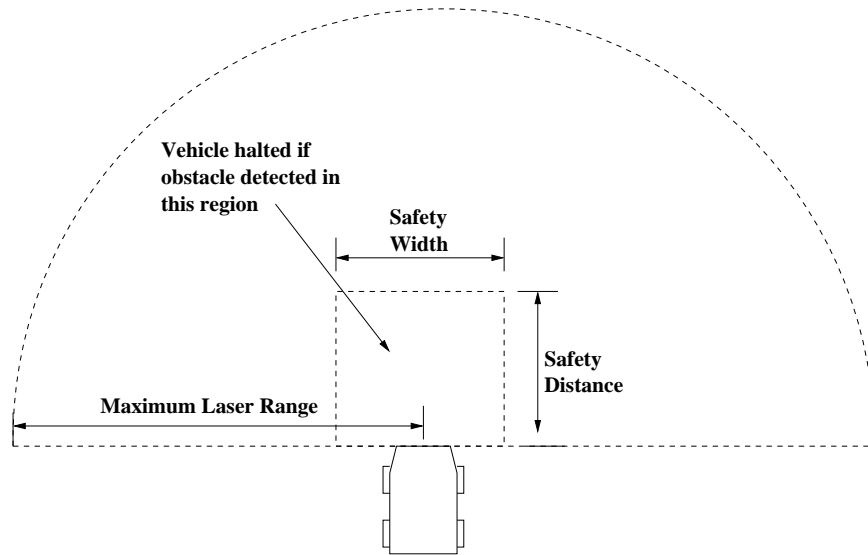 Vehicle halted if
obstacle detected in
this region
Safety
Width
Safety
Distance
Maximum Laser Range